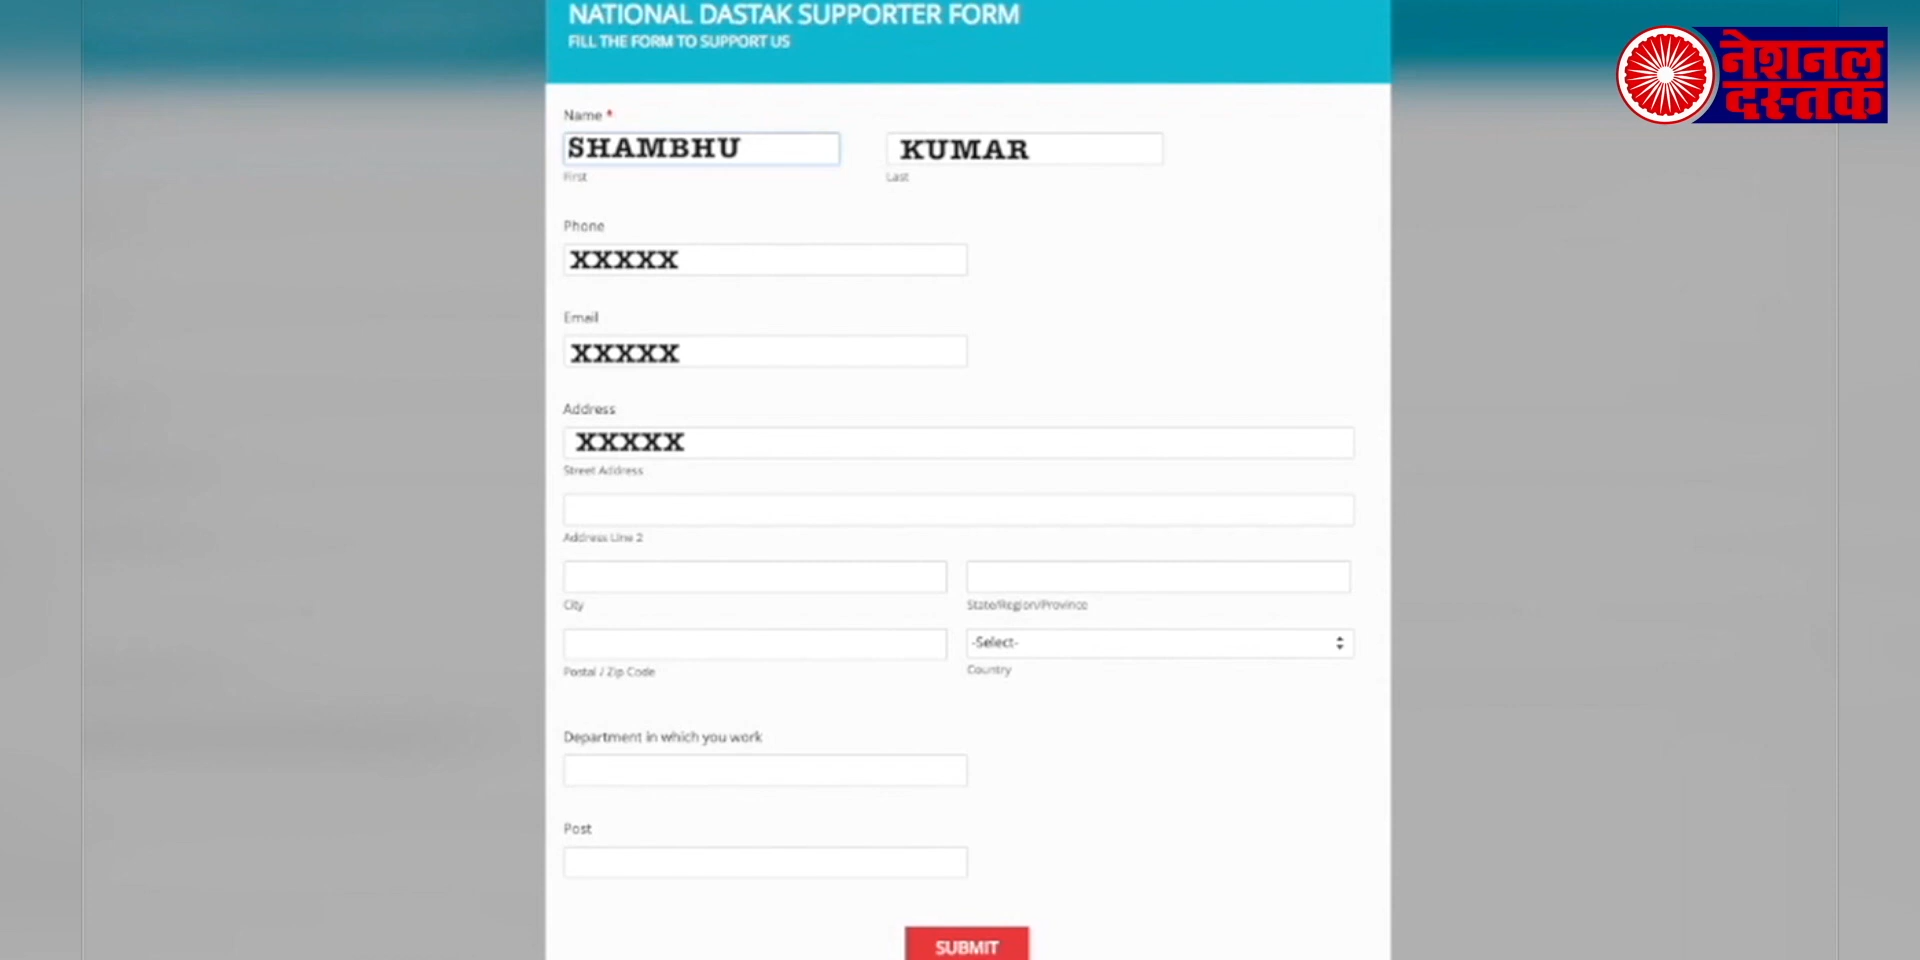 NATIONAL DASTAK SUPPORTER FORM
FILL THE FORM TO SUPPORT US
नेशनल
दस्तक
Name *
SHAMBHU KUMAR
First Last
Phone
XXXXX
Email
XXXXX
Address
XXXXX
Street Address
Address Line 2
City State/Region/Province
-Select-
Postal / Zip Code Country
Department in which you work
Post
SUBMIT